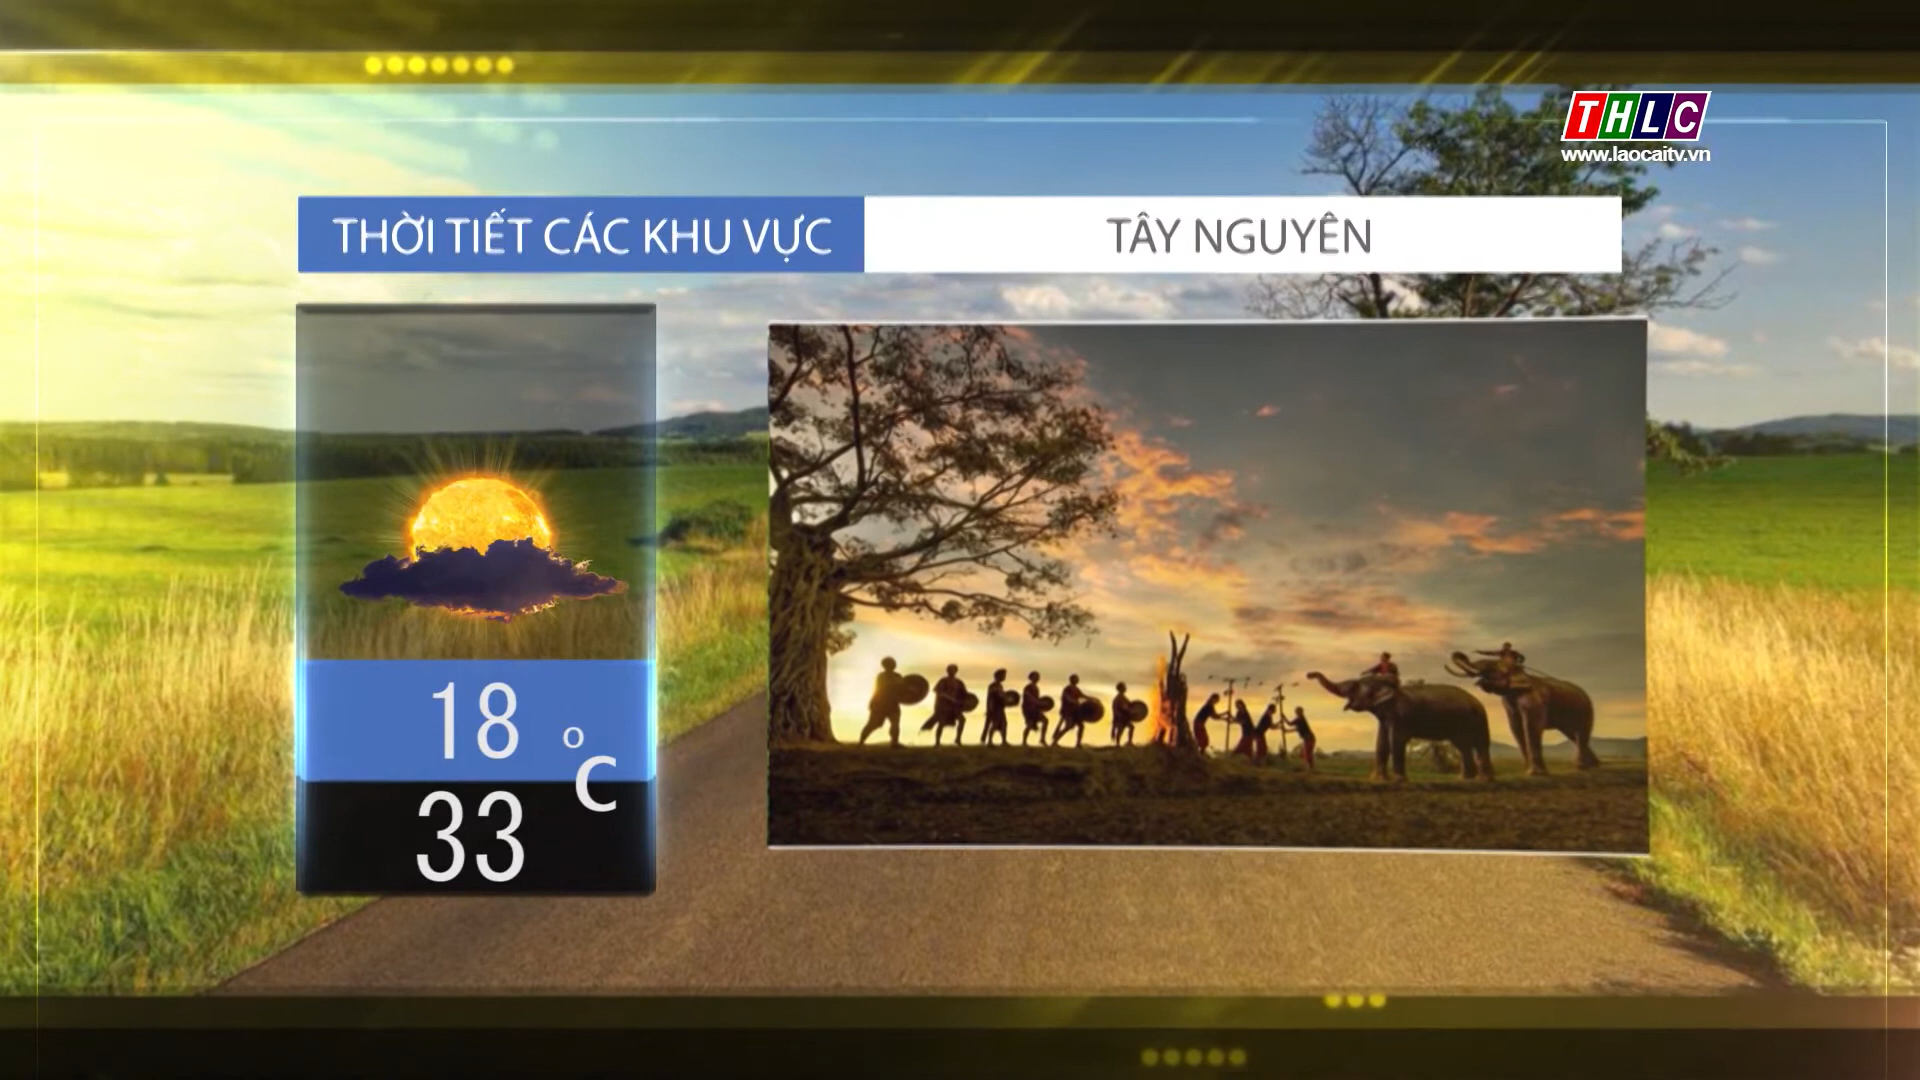 THLC
www.laocaitv.vn
THỜI TIẾT CÁC KHU VỰC
TÂY NGUYÊN
18
°C
33